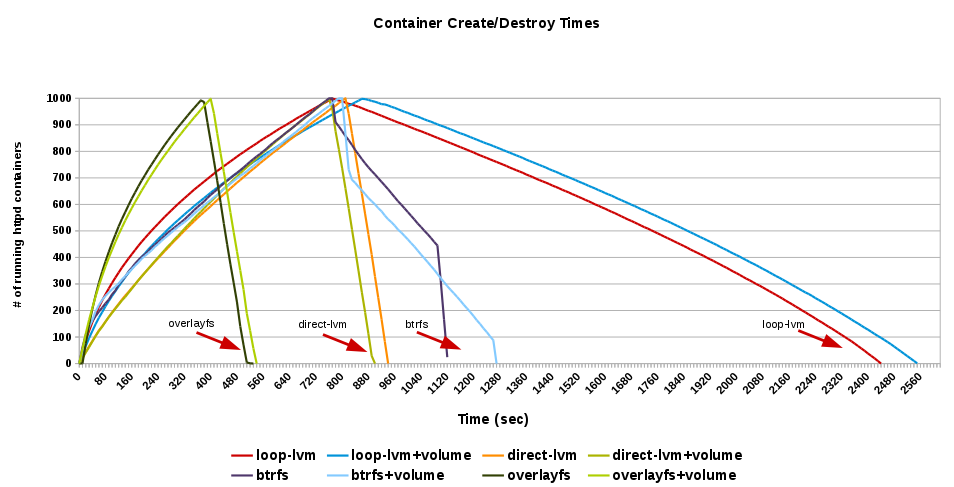 Container Create/Destroy Times
# of running httpd containers
1000
900
800
700
600
500
400
300
200
100
0
overlayfs
direct-lvm
btrfs
loop-lvm
0 80 160 240 320 400 480 560 640 720 800 880 960 1040 1120 1200 1280 1360 1440 1520 1600 1680 1760 1840 1920 2000 2080 2160 2240 2320 2400 2480 2560
Time (sec)
loop-lvm loop-lvm+volume direct-lvm direct-lvm+volume
btrfs btrfs+volume overlayfs overlayfs+volume